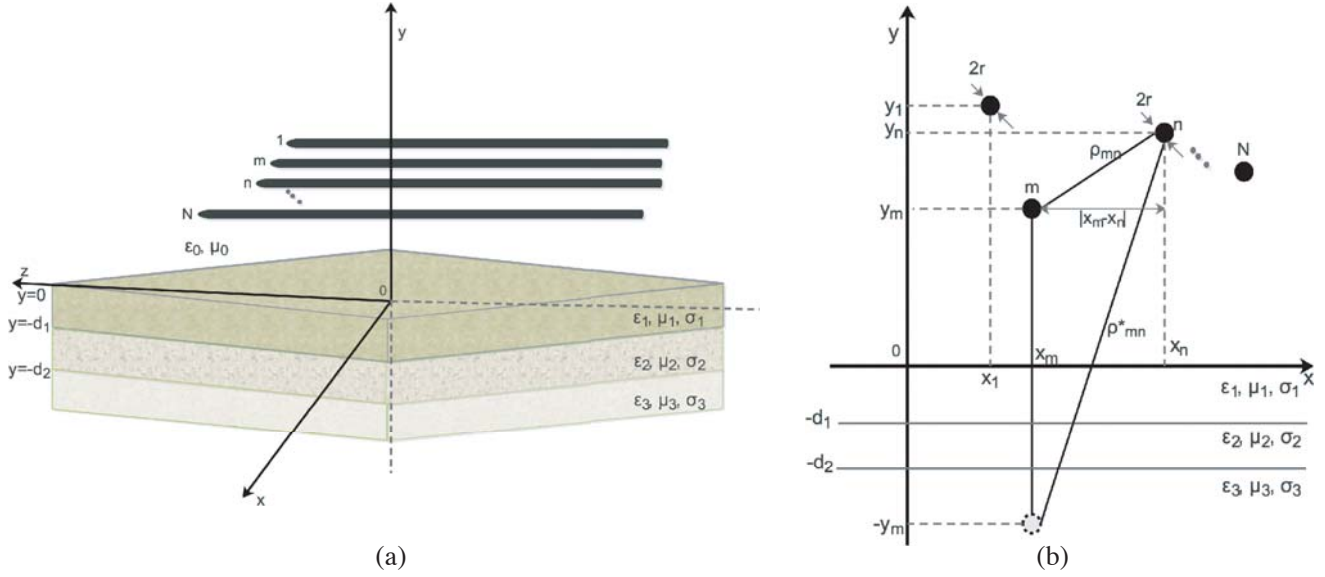 y
1
m
n
N
ε₀, μ₀
z
0
y=0
ε₁, μ₁, σ₁
y=-d₁
ε₂, μ₂, σ₂
y=-d₂
ε₃, μ₃, σ₃
x
(a)
y
2r
2r
y₁
yₙ
n
N
ρₘₙ
m
yₘ
|xₘ-xₙ|
ρ*ₘₙ
0
xₘ
xₙ
x₁
x
ε₁, μ₁, σ₁
-d₁
ε₂, μ₂, σ₂
-d₂
ε₃, μ₃, σ₃
-yₘ
(b)